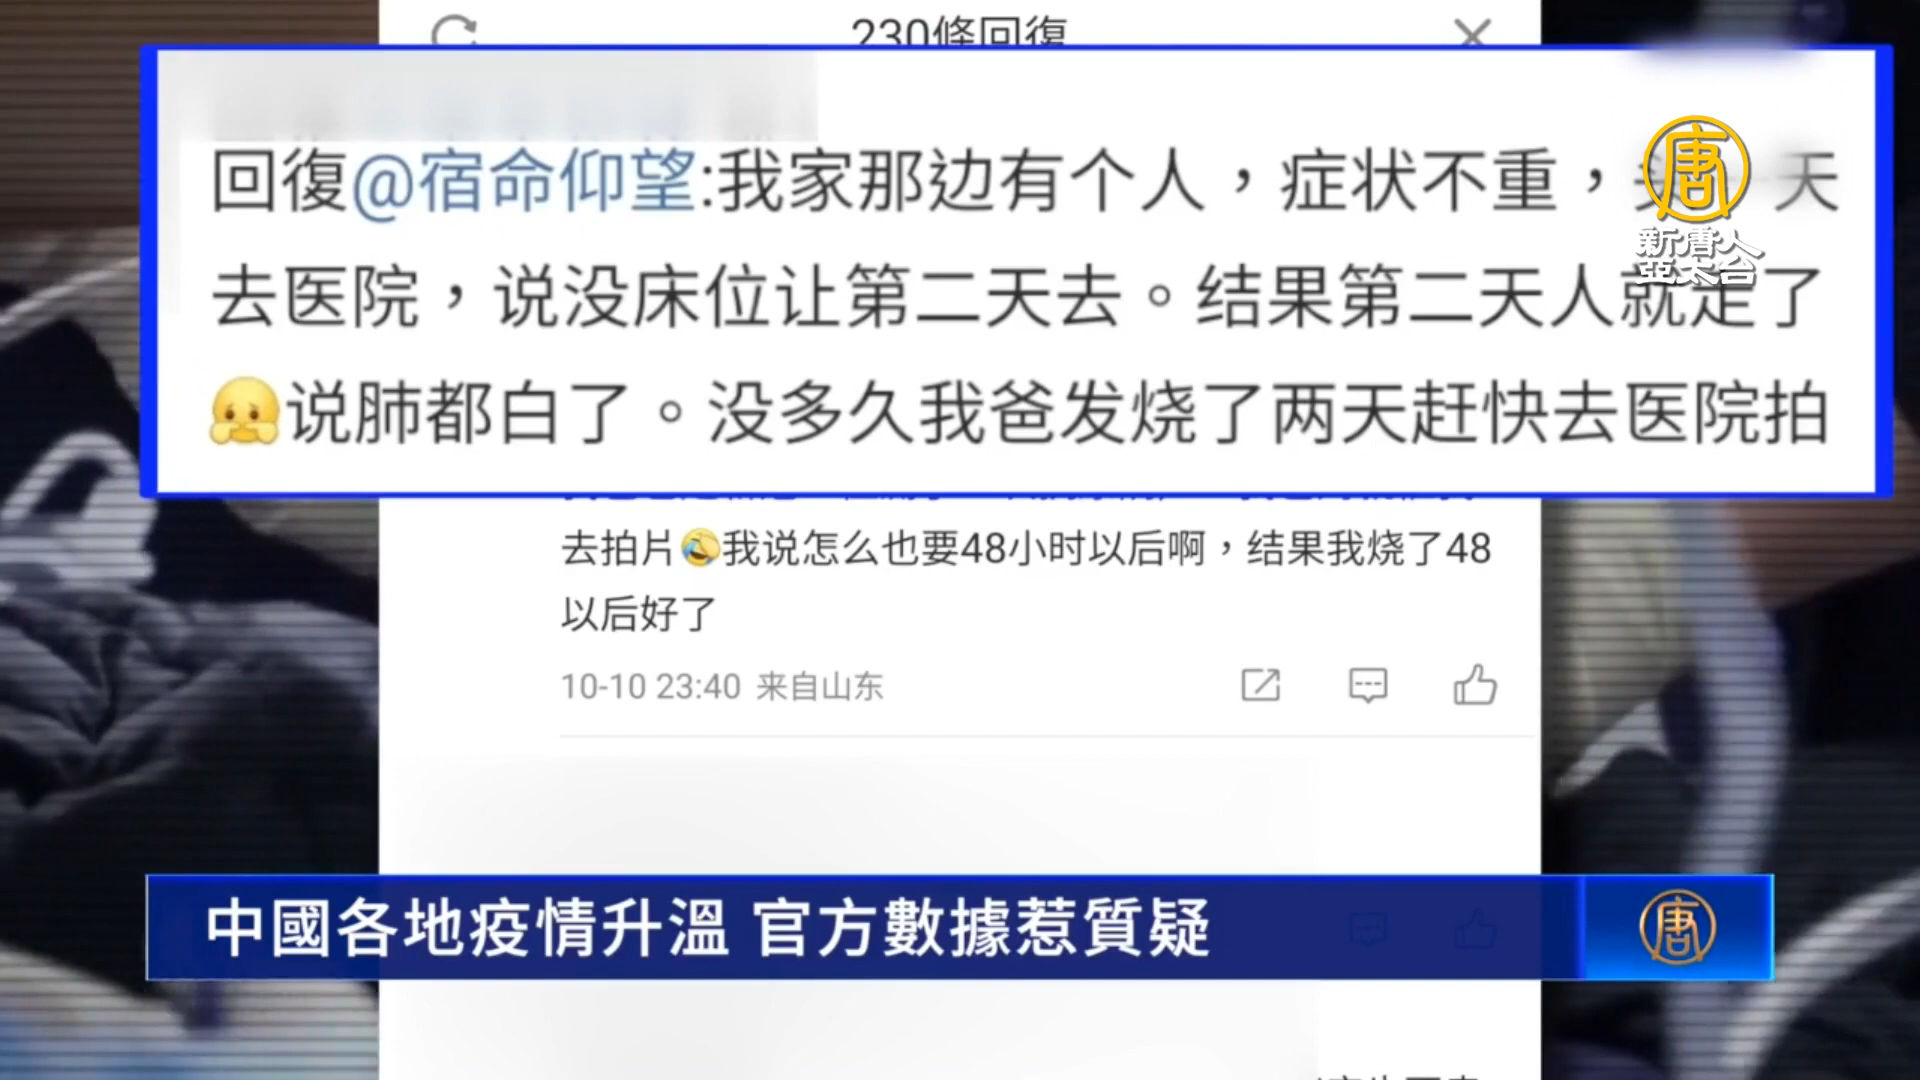 230條回復
回復@宿命仰望:我家那边有个人，症状不重，天
去医院，说没床位让第二天去。结果第二天人就走了
说肺都白了。没多久我爸发烧了两天赶快去医院拍
去拍片我说怎么也要48小时以后啊，结果我烧了48
以后好了
10-10 23:40 来自山东
唐
新唐人
亞太台
中國各地疫情升溫 官方數據惹質疑
唐